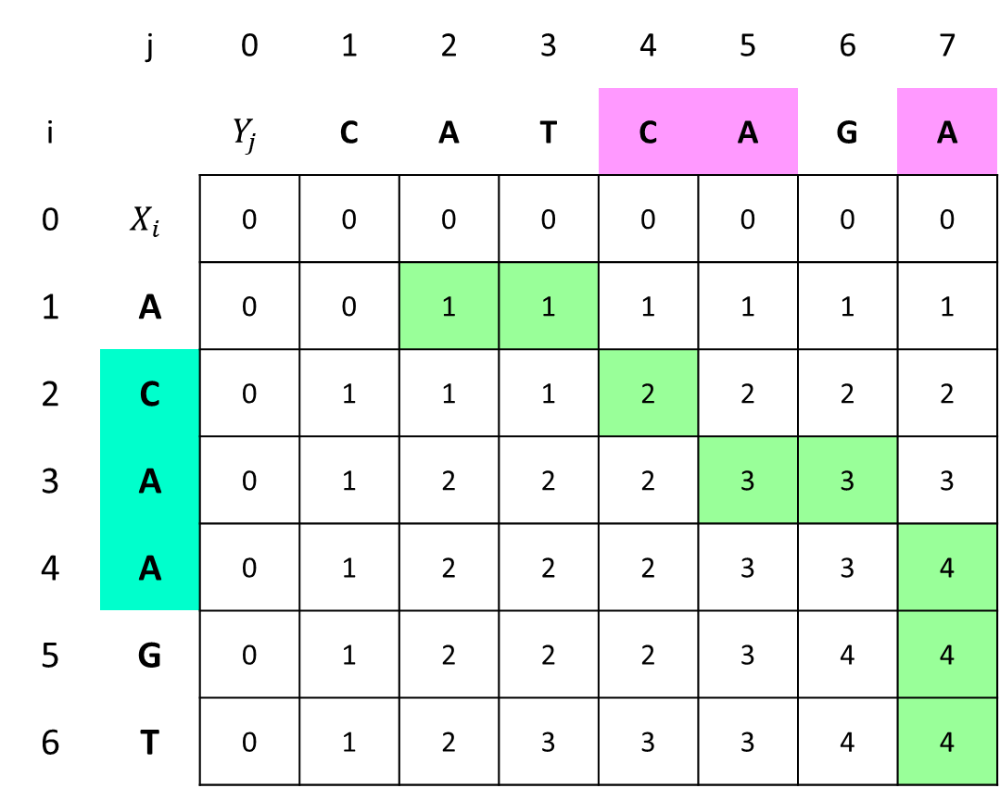 j 0 1 2 3 4 5 6 7
i Yj C A T C A G A
0 Xi 0 0 0 0 0 0 0 0
1 A 0 0 1 1 1 1 1 1
2 C 0 1 1 1 2 2 2 2
3 A 0 1 2 2 2 3 3 3
4 A 0 1 2 2 2 3 3 4
5 G 0 1 2 2 2 3 4 4
6 T 0 1 2 3 3 3 4 4